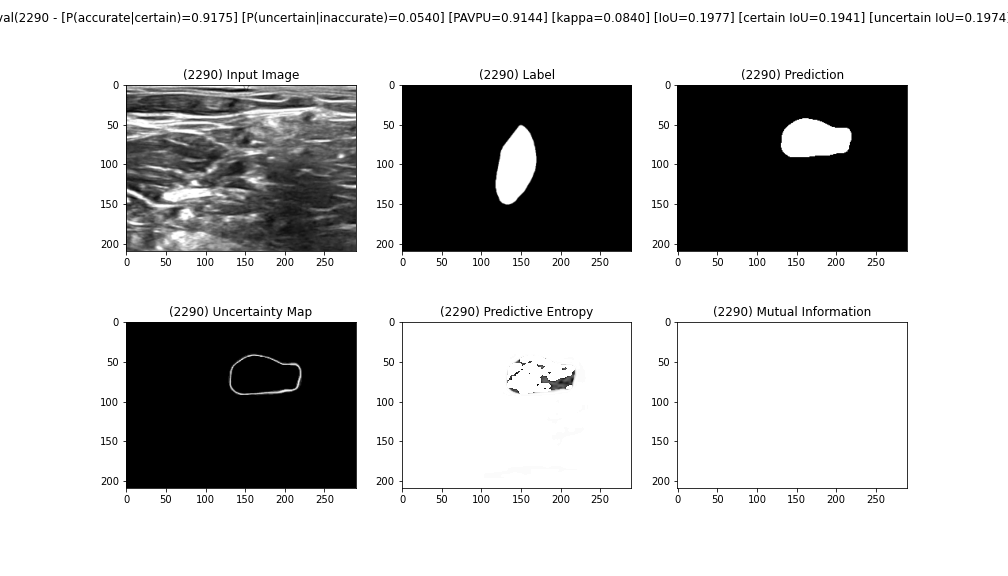 val(2290 - [P(accurate|certain)=0.9175] [P(uncertain|inaccurate)=0.0540] [PAVPU=0.9144] [kappa=0.0840] [IoU=0.1977] [certain IoU=0.1941] [uncertain IoU=0.1974]
(2290) Input Image
(2290) Label
(2290) Prediction
0
50
100
150
200
0 50 100 150 200 250
0
50
100
150
200
0 50 100 150 200 250
0
50
100
150
200
0 50 100 150 200 250
(2290) Uncertainty Map
(2290) Predictive Entropy
(2290) Mutual Information
0
50
100
150
200
0 50 100 150 200 250
0
50
100
150
200
0 50 100 150 200 250
0
50
100
150
200
0 50 100 150 200 250